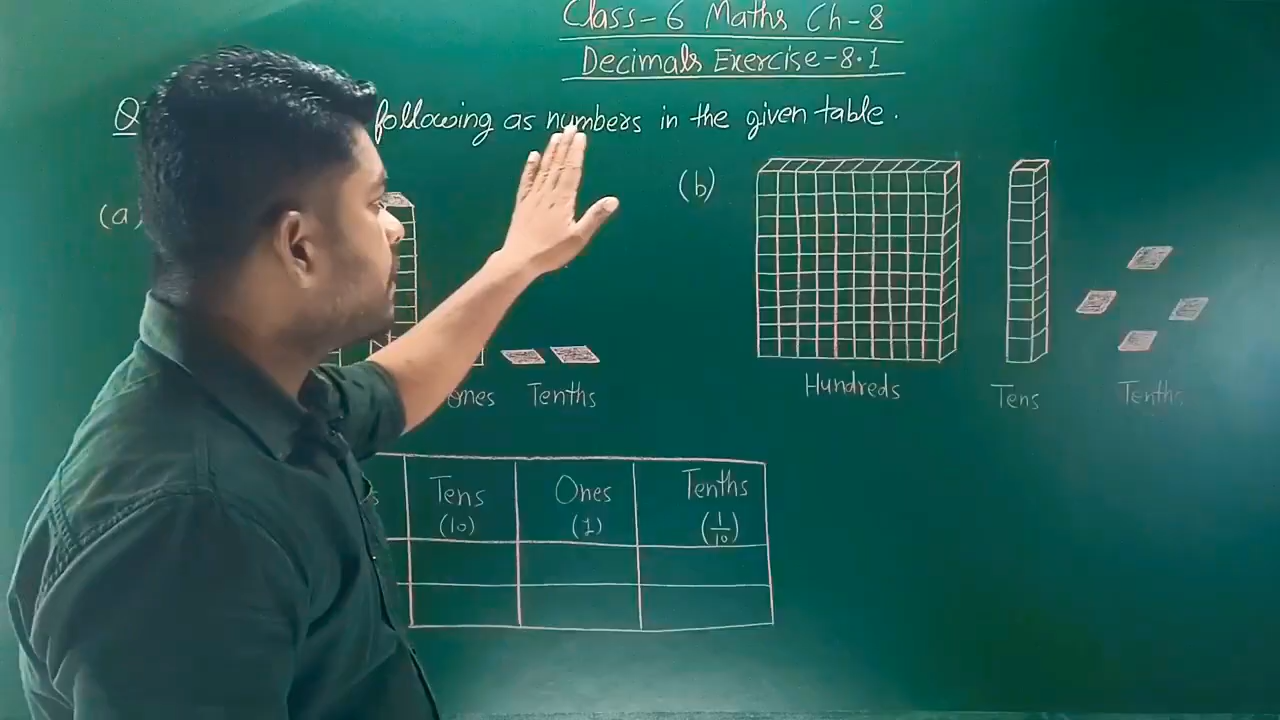 Class-6 Maths Ch-8
Decimals Exercise-8.1
Q following as numbers in the given table.
(a)
(b)
Ones Tenths
Hundreds Tens Tenths
Tens Ones Tenths
(10) (1) (1/10)